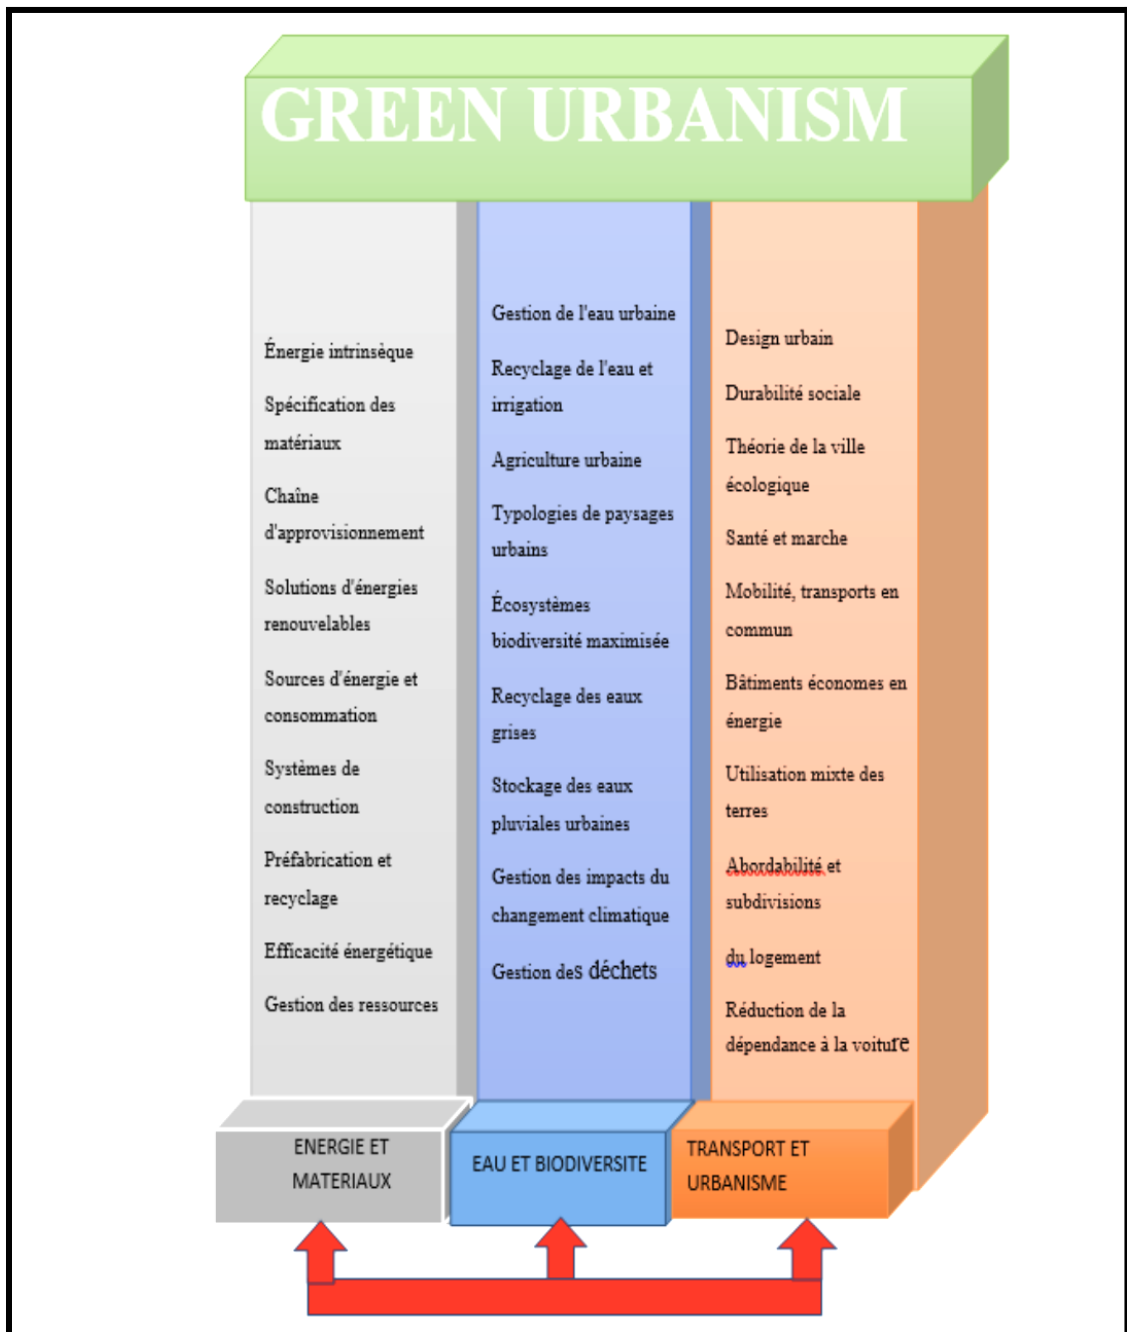 GREEN URBANISM
Énergie intrinsèque
Spécification des
matériaux
Chaîne
d'approvisionnement
Solutions d'énergies
renouvelables
Sources d'énergie et
consommation
Systèmes de
construction
Préfabrication et
recyclage
Efficacité énergétique
Gestion des ressources
Gestion de l'eau urbaine
Recyclage de l'eau et
irrigation
Agriculture urbaine
Typologies de paysages
urbains
Écosystèmes
biodiversité maximisée
Recyclage des eaux
grises
Stockage des eaux
pluviales urbaines
Gestion des impacts du
changement climatique
Gestion des déchets
Design urbain
Durabilité sociale
Théorie de la ville
écologique
Santé et marche
Mobilité, transports en
commun
Bâtiments économes en
énergie
Utilisation mixte des
terres
Abordabilité et
subdivisions
du logement
Réduction de la
dépendance à la voiture
ENERGIE ET
MATERIAUX
EAU ET BIODIVERSITE
TRANSPORT ET
URBANISME